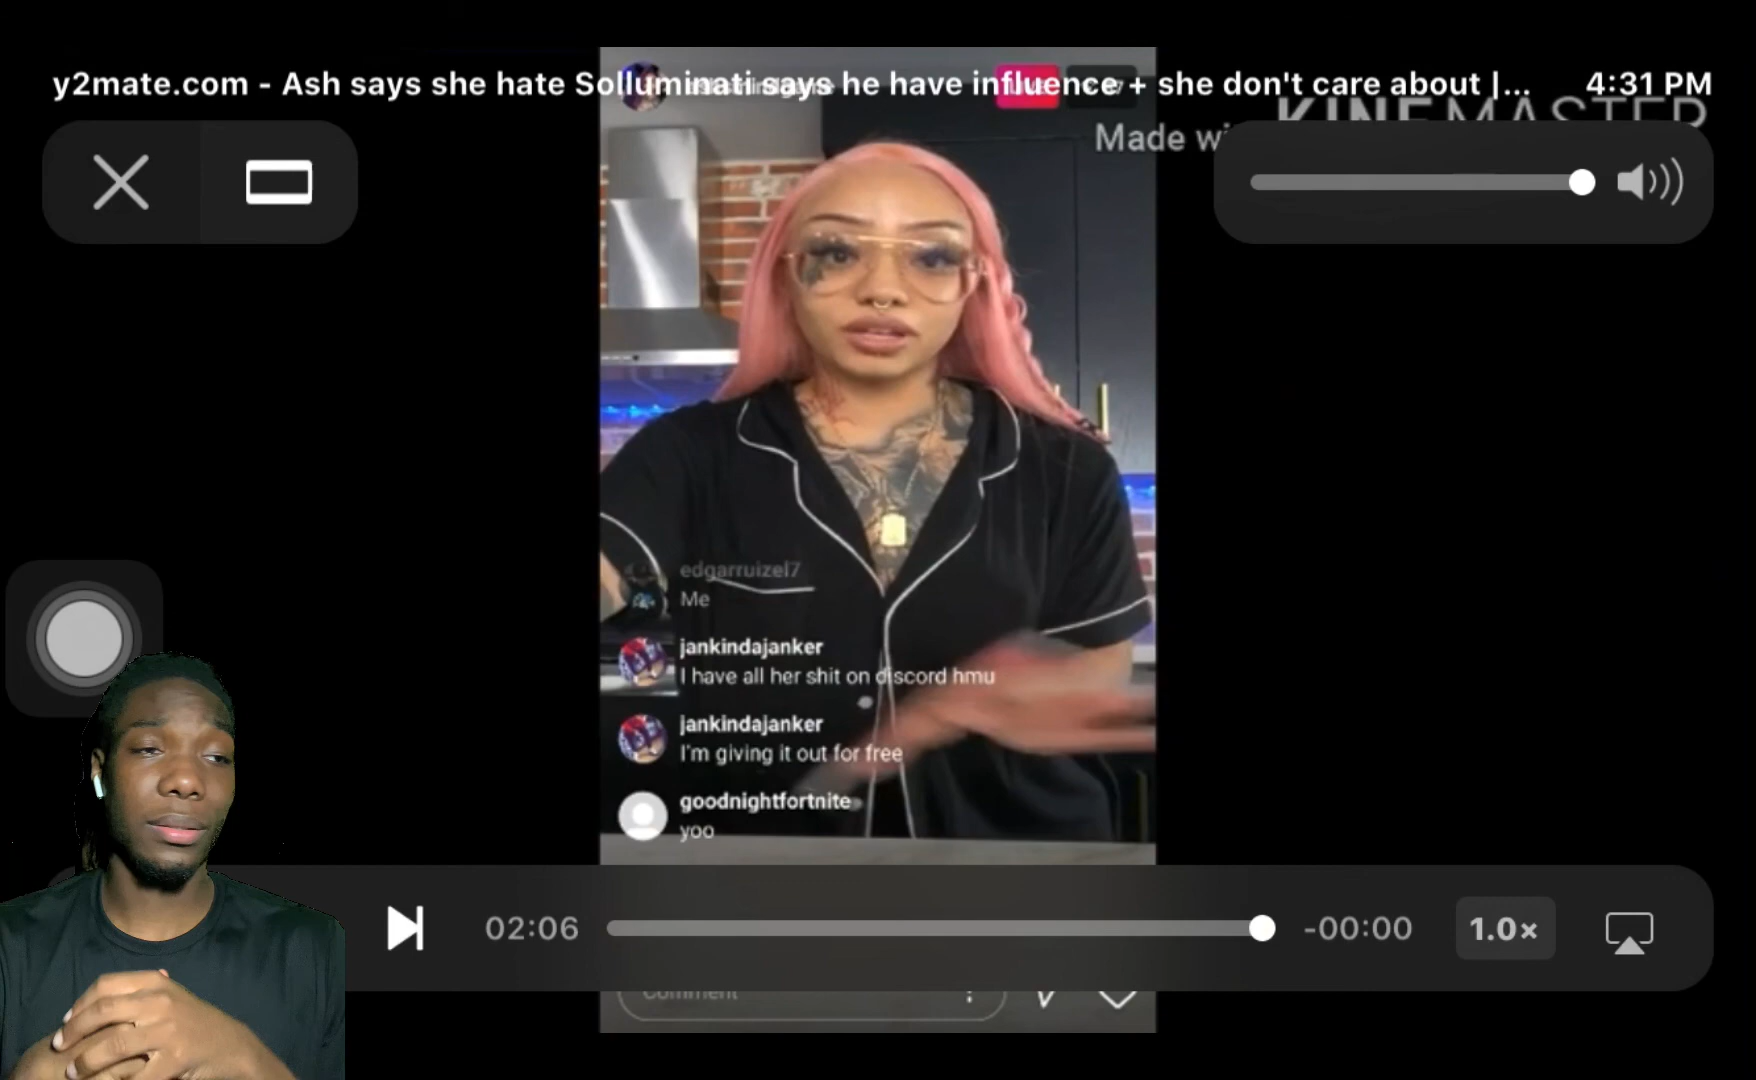 y2mate.com - Ash says she hate Solluminati says he have influence + she don't care about |... 4:31 PM
KINEMASTER
Made wi
edgarruizel7
Me
jankindajanker
I have all her shit on discord hmu
jankindajanker
I'm giving it out for free
goodnightfortnite
yoo
02:06 -00:00 1.0×
Comment